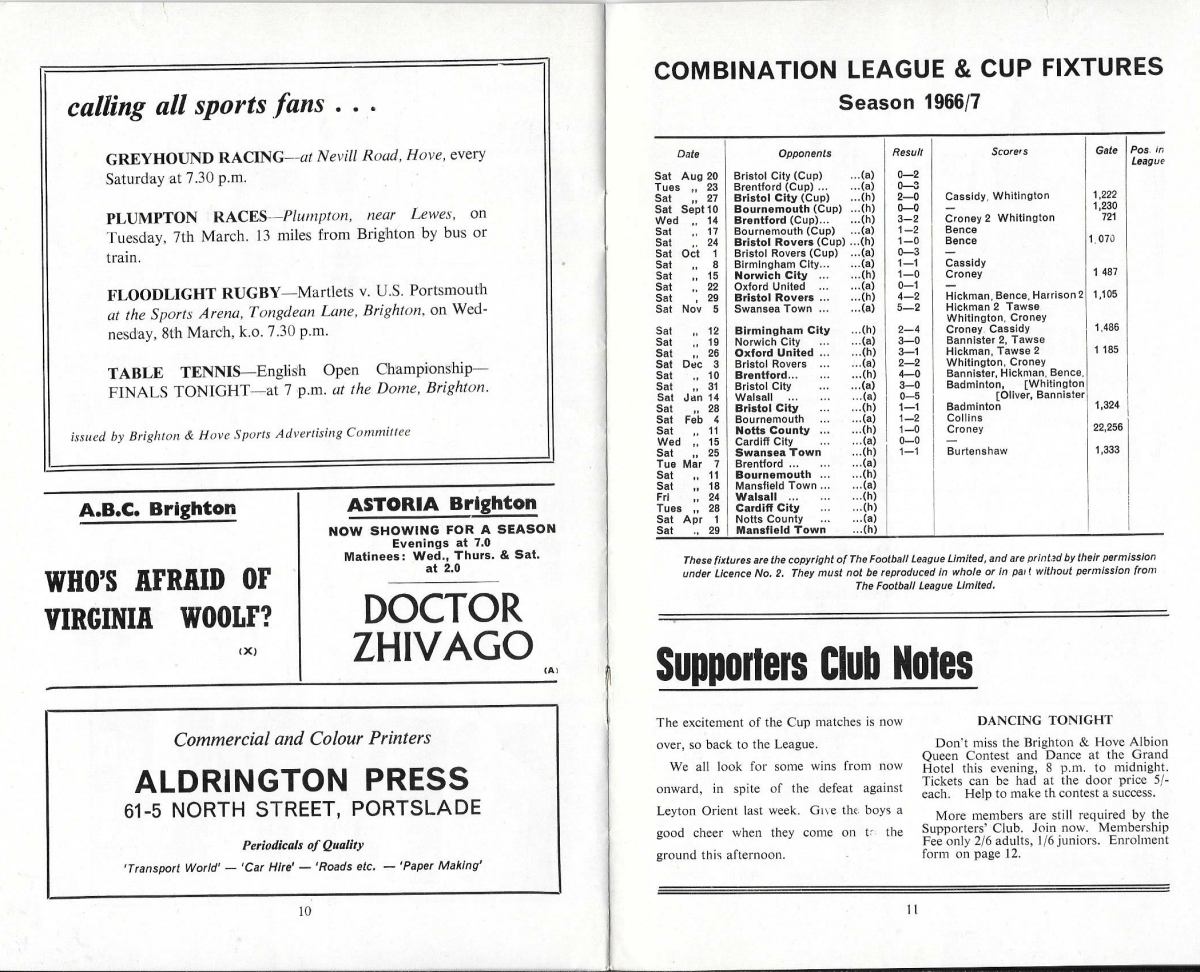 calling all sports fans . . .
GREYHOUND RACING—at Nevill Road, Hove, every
Saturday at 7.30 p.m.
PLUMPTON RACES—Plumpton, near Lewes, on
Tuesday, 7th March. 13 miles from Brighton by bus or
train.
FLOODLIGHT RUGBY—Martlets v. U.S. Portsmouth
at the Sports Arena, Tongdean Lane, Brighton, on Wed-
nesday, 8th March, k.o. 7.30 p.m.
TABLE TENNIS—English Open Championship—
FINALS TONIGHT—at 7 p.m. at the Dome, Brighton.
issued by Brighton & Hove Sports Advertising Committee
A.B.C. Brighton
WHO'S AFRAID OF
VIRGINIA WOOLF?
(X)
ASTORIA Brighton
NOW SHOWING FOR A SEASON
Evenings at 7.0
Matinees: Wed., Thurs. & Sat.
at 2.0
DOCTOR
ZHIVAGO
(A)
Commercial and Colour Printers
ALDRINGTON PRESS
61-5 NORTH STREET, PORTSLADE
Periodicals of Quality
'Transport World' — 'Car Hire' — 'Roads etc. — 'Paper Making'
10
COMBINATION LEAGUE & CUP FIXTURES
Season 1966/7
Date Opponents Result Scorers Gate Pos. in
League
Sat Aug 20 Bristol City (Cup) ...(a) 0—2
Tues ,, 23 Brentford (Cup) ... ...(a) 0—3
Sat ,, 27 Bristol City (Cup) ...(h) 2—0 Cassidy, Whitington 1,222
Sat Sept 10 Bournemouth (Cup) ...(h) 0—0 — 1,230
Wed ,, 14 Brentford (Cup)... ...(h) 3—2 Croney 2 Whitington 721
Sat ,, 17 Bournemouth (Cup) ...(a) 1—2 Bence
Sat ,, 24 Bristol Rovers (Cup) ...(h) 1—0 Bence 1,070
Sat Oct 1 Bristol Rovers (Cup) ...(a) 0—3 —
Sat ,, 8 Birmingham City... ...(a) 1—1 Cassidy
Sat ,, 15 Norwich City ... ...(h) 1—0 Croney 1 487
Sat ,, 22 Oxford United ... ...(a) 0—1 —
Sat , 29 Bristol Rovers ... ...(h) 4—2 Hickman, Bence, Harrison 2 1,105
Sat Nov 5 Swansea Town ... ...(a) 5—2 Hickman 2 Tawse
Whitington, Croney
Sat ,, 12 Birmingham City ...(h) 2—4 Croney, Cassidy 1,486
Sat ,, 19 Norwich City ... ...(a) 3—0 Bannister 2, Tawse
Sat ,, 26 Oxford United ... ...(h) 3—1 Hickman, Tawse 2 1 185
Sat Dec 3 Bristol Rovers ... ...(a) 2—2 Whitington, Croney
Sat ,, 10 Brentford... ... ...(h) 4—0 Bannister, Hickman, Bence,
Sat ,, 31 Bristol City ... ...(a) 3—0 Badminton, [Whitington
Sat Jan 14 Walsall ... ... ...(a) 0—5 [Oliver, Bannister
Sat ,, 28 Bristol City ... ...(h) 1—1 Badminton 1,324
Sat Feb 4 Bournemouth ... ...(a) 1—2 Collins
Sat ,, 11 Notts County ... ...(h) 1—0 Croney 22,256
Wed ,, 15 Cardiff City ... ...(a) 0—0 —
Sat ,, 25 Swansea Town ...(h) 1—1 Burtenshaw 1,333
Tue Mar 7 Brentford ... ... ...(a)
Sat ,, 11 Bournemouth ... ...(h)
Sat ,, 18 Mansfield Town ... ...(a)
Fri ,, 24 Walsall ... ... ...(h)
Tues ,, 28 Cardiff City ... ...(h)
Sat Apr 1 Notts County ... ...(a)
Sat ,, 29 Mansfield Town ...(h)
These fixtures are the copyright of The Football League Limited, and are printed by their permission
under Licence No. 2. They must not be reproduced in whole or in part without permission from
The Football League Limited.
Supporters Club Notes
The excitement of the Cup matches is now
over, so back to the League.
We all look for some wins from now
onward, in spite of the defeat against
Leyton Orient last week. Give the boys a
good cheer when they come on to the
ground this afternoon.
DANCING TONIGHT
Don't miss the Brighton & Hove Albion
Queen Contest and Dance at the Grand
Hotel this evening, 8 p.m. to midnight.
Tickets can be had at the door price 5/-
each. Help to make th contest a success.
More members are still required by the
Supporters' Club. Join now. Membership
Fee only 2/6 adults, 1/6 juniors. Enrolment
form on page 12.
11